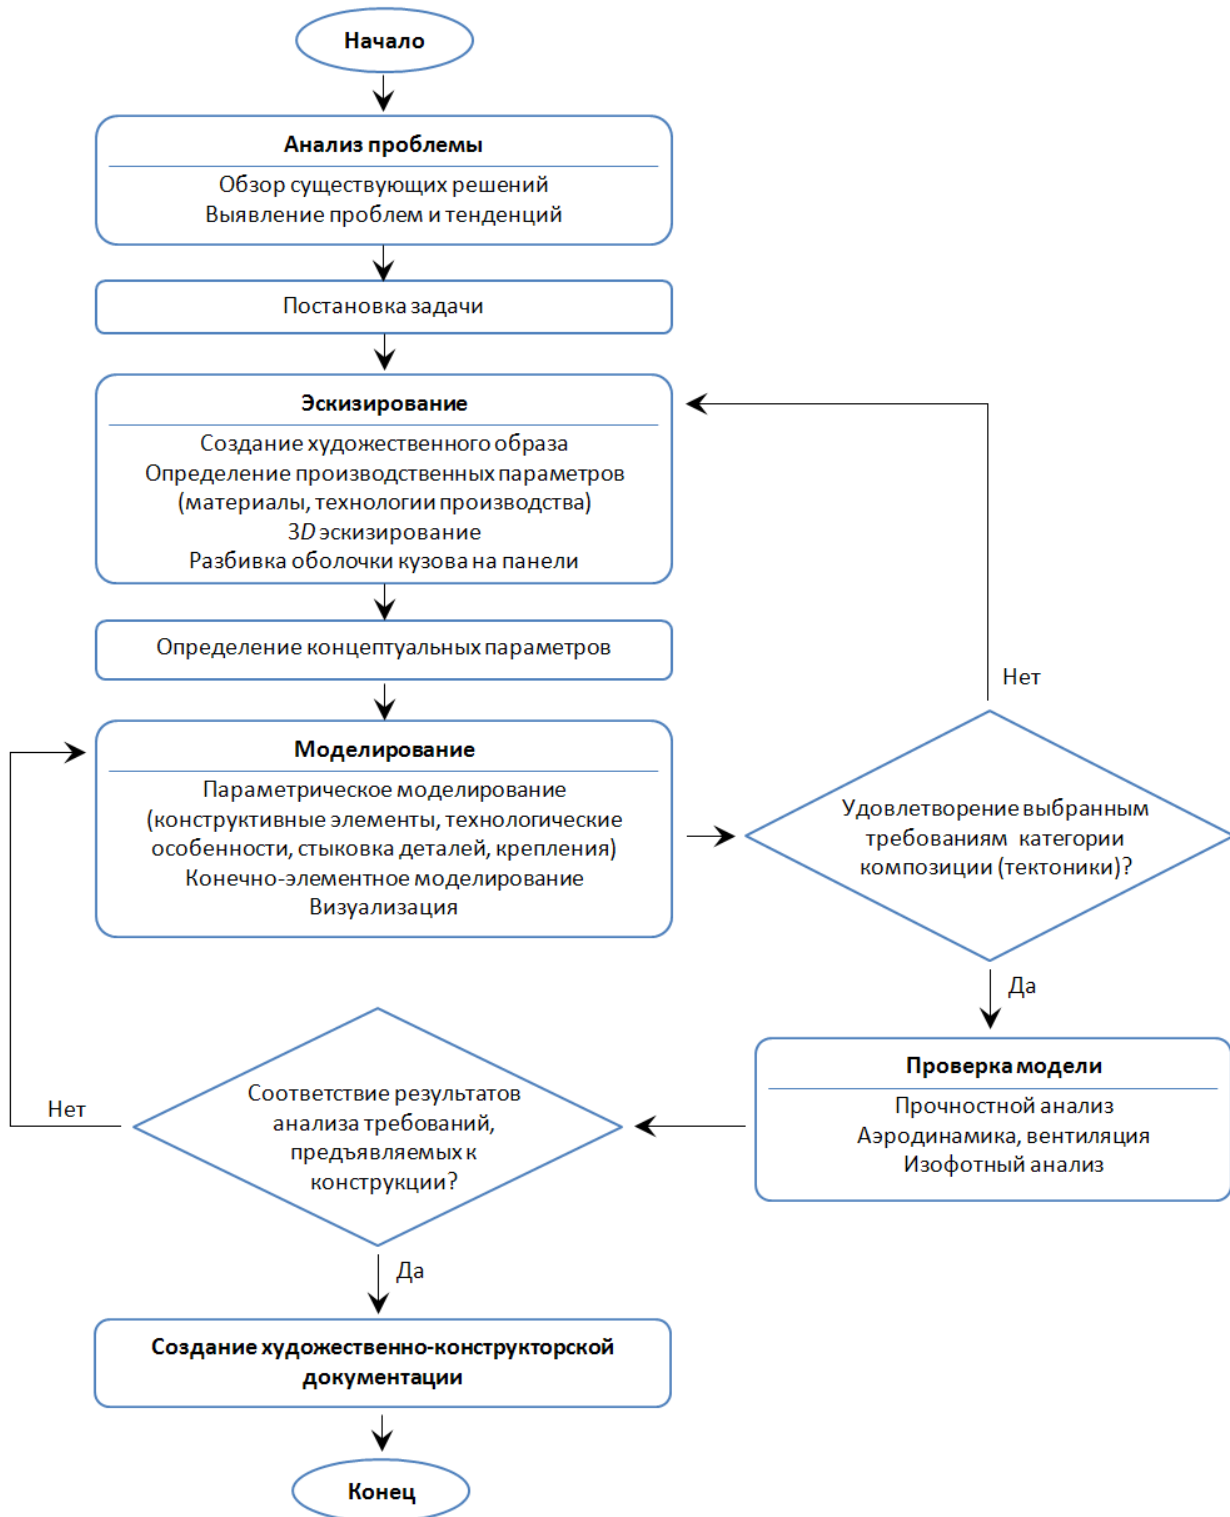 Начало
Анализ проблемы
Обзор существующих решений
Выявление проблем и тенденций
Постановка задачи
Эскизирование
Создание художественного образа
Определение производственных параметров
(материалы, технологии производства)
3D эскизирование
Разбивка оболочки кузова на панели
Определение концептуальных параметров
Моделирование
Параметрическое моделирование
(конструктивные элементы, технологические
особенности, стыковка деталей, крепления)
Конечно-элементное моделирование
Визуализация
Нет
Удовлетворение выбранным
требованиям категории
композиции (тектоники)?
Да
Проверка модели
Прочностной анализ
Аэродинамика, вентиляция
Изофотный анализ
Соответствие результатов
анализа требований,
предъявляемых к
конструкции?
Нет
Да
Создание художественно-конструкторской
документации
Конец